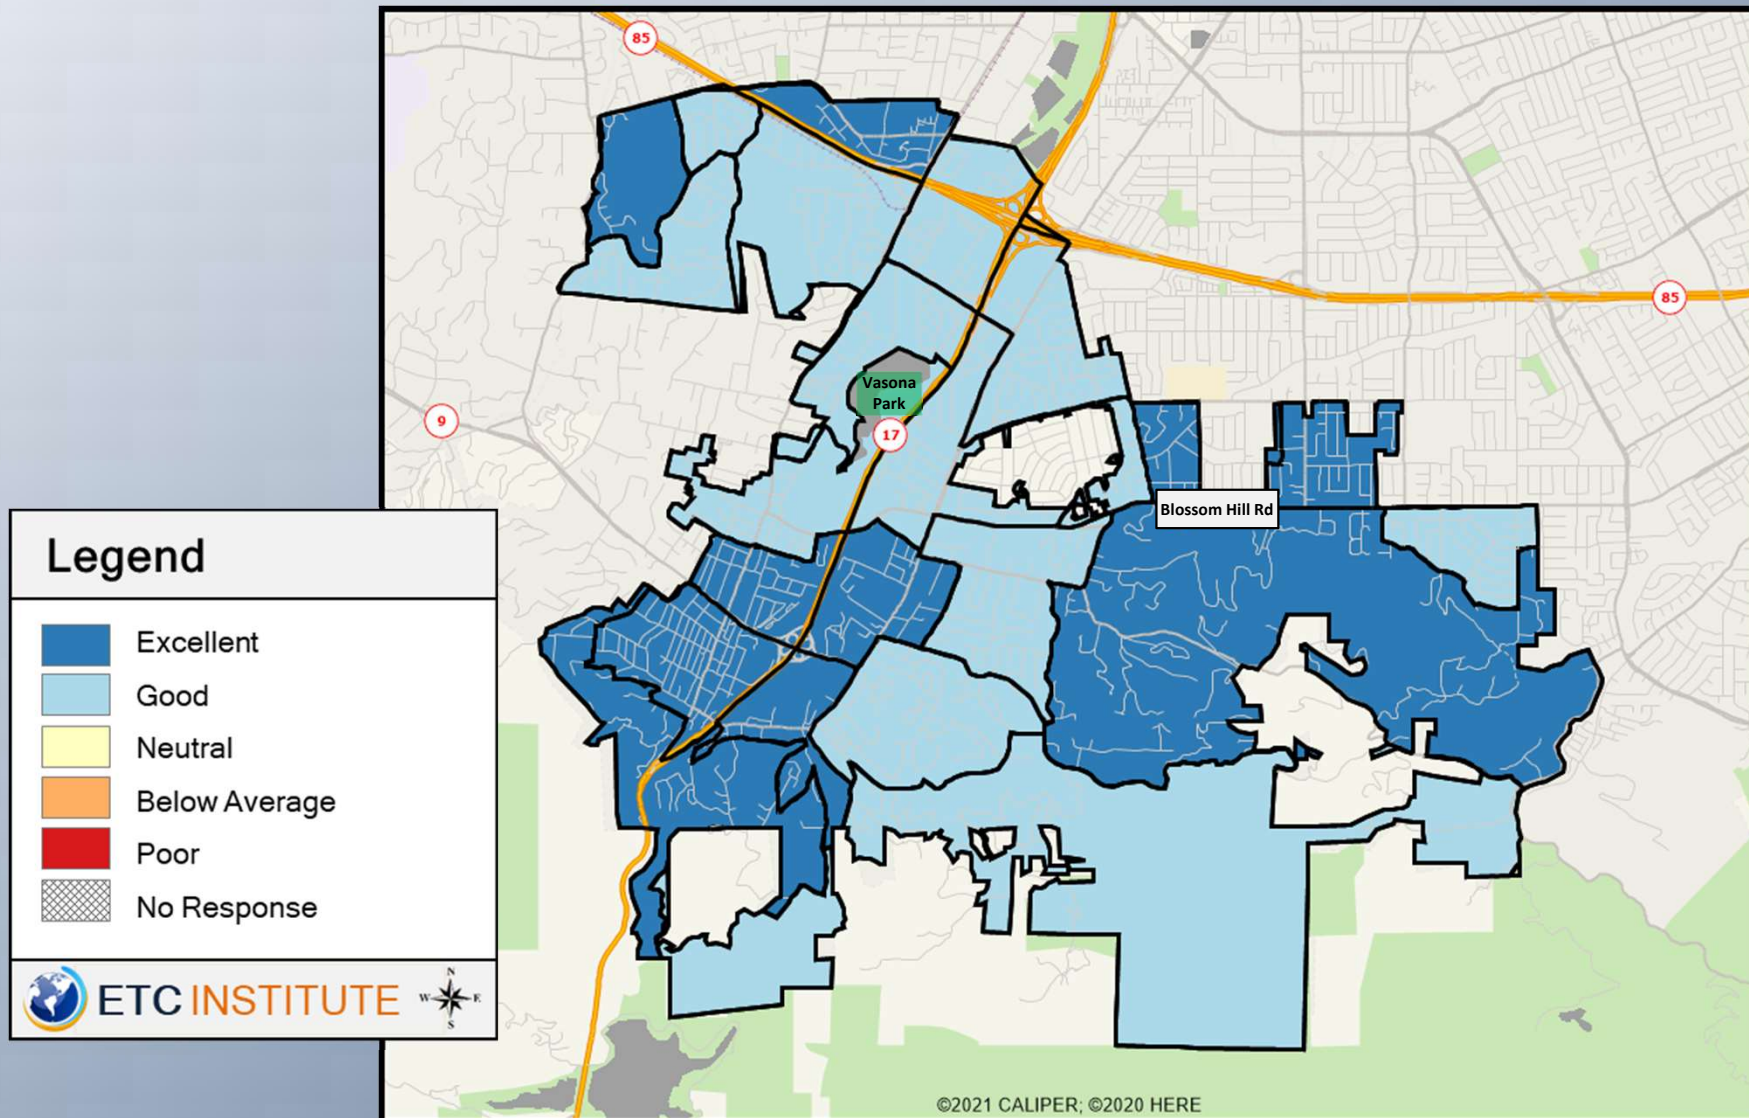 85
85
9
Vasona
Park
17
Blossom Hill Rd
Legend
Excellent
Good
Neutral
Below Average
Poor
No Response
ETC INSTITUTE
N
W
E
S
©2021 CALIPER; ©2020 HERE